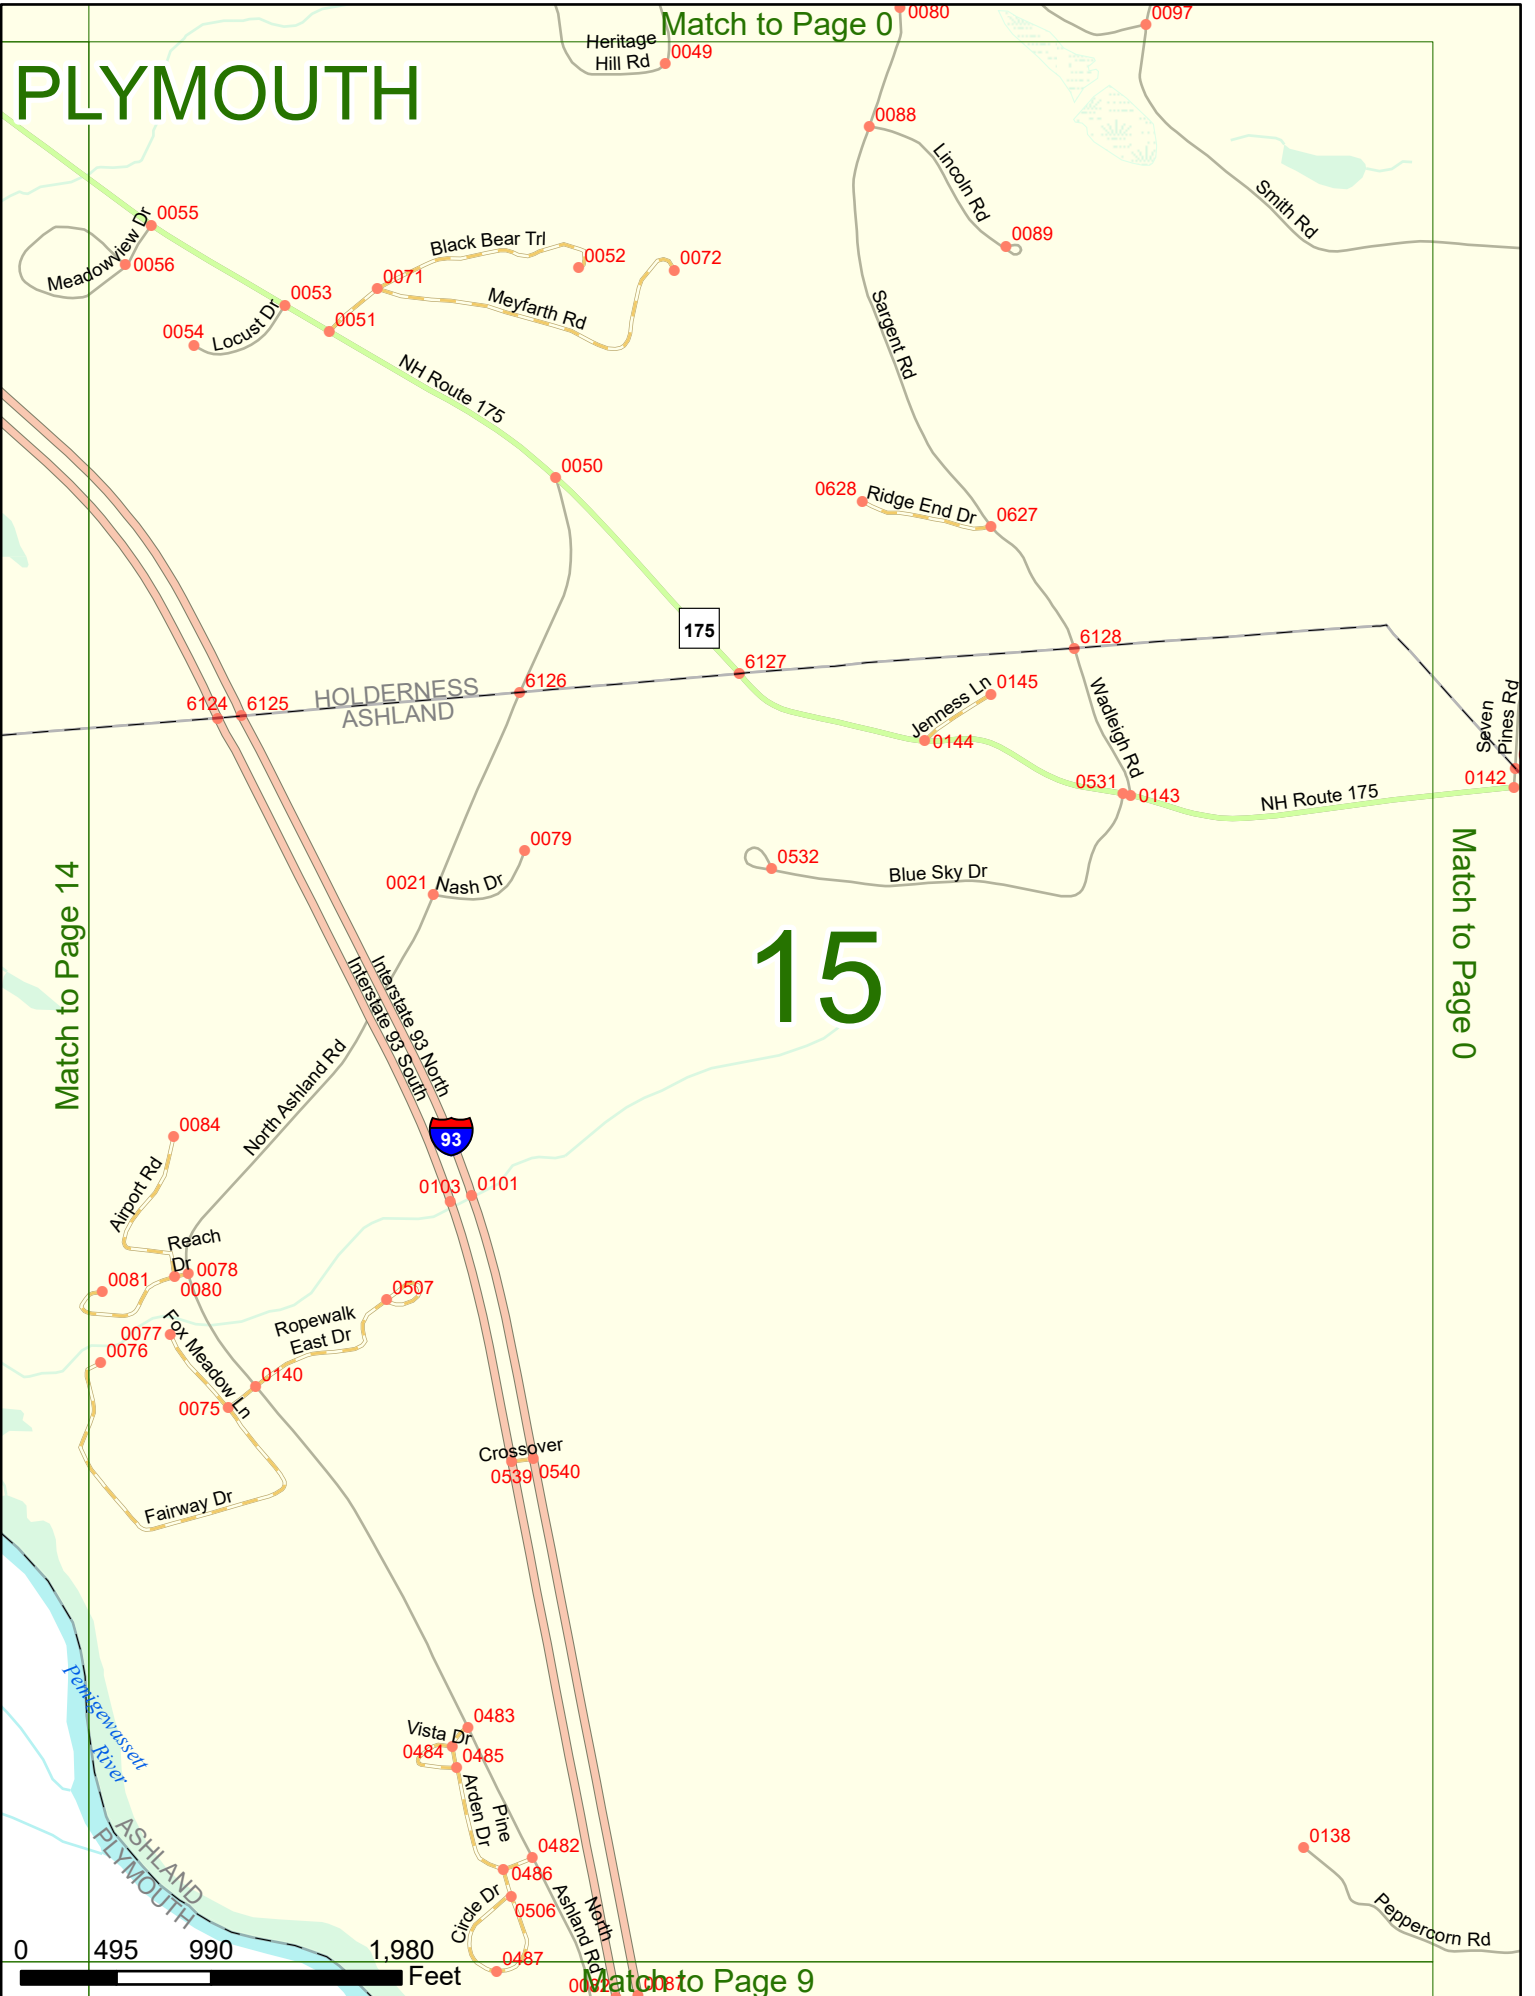 Match to Page 0
0080
0097
Heritage
Hill Rd
0049
PLYMOUTH
0088
Lincoln Rd
0089
Smith Rd
0055
Meadowview Dr
0056
Black Bear Trl
0052
0072
0071
Meyfarth Rd
0053
0051
0054
Locust Dr
Sargent Rd
NH Route 175
0050
0628
Ridge End Dr
0627
175
6127
6128
6126
6124
6125
HOLDERNESS
ASHLAND
Jenness Ln
0145
0144
Wadleigh Rd
Seven
Pines Rd
0531
0143
0142
NH Route 175
0079
0021
Nash Dr
0532
Blue Sky Dr
Match to Page 14
15
Match to Page 0
Interstate 93 North
Interstate 93 South
North Ashland Rd
93
0084
Airport Rd
0103
0101
Reach
Dr
0078
0080
0081
0507
Ropewalk
East Dr
0077
Fox Meadow Ln
0076
0140
0075
Crossover
0539
0540
Fairway Dr
Pemigewassett
River
0483
Vista Dr
0484
0485
Arden Dr
Pine
0482
0486
Circle Dr
0506
0487
North
Ashland Rd
0138
Peppercorn Rd
ASHLAND
PLYMOUTH
0
495
990
1,980
Feet
0082
0087
Match to Page 9